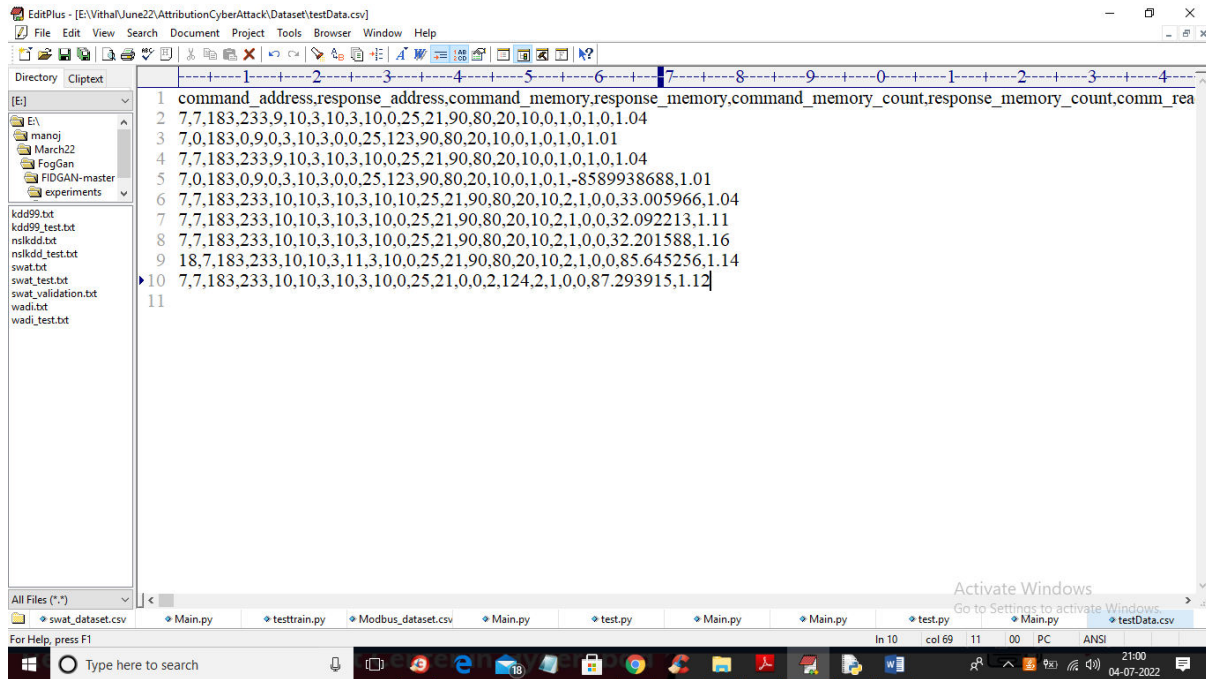 EditPlus - [E:\Vithal\June22\AttributionCyberAttack\Dataset\testData.csv]
File Edit View Search Document Project Tools Browser Window Help
Directory Cliptext
----+----1----+----2----+----3----+----4----+----5----+----6----+----7----+----8----+----9----+----0----+----1----+----2----+----3----+----4---
[E:]
E:\
manoj
March22
FogGan
FIDGAN-master
experiments
kdd99.txt
kdd99_test.txt
nslkdd.txt
nslkdd_test.txt
swat.txt
swat_test.txt
swat_validation.txt
wadi.txt
wadi_test.txt
1 command_address,response_address,command_memory,response_memory,command_memory_count,response_memory_count,comm_rea
2 7,7,183,233,9,10,3,10,3,10,0,25,21,90,80,20,10,0,1,0,1,0,1.04
3 7,0,183,0,9,0,3,10,3,0,0,25,123,90,80,20,10,0,1,0,1,0,1.01
4 7,7,183,233,9,10,3,10,3,10,0,25,21,90,80,20,10,0,1,0,1,0,1.04
5 7,0,183,0,9,0,3,10,3,0,0,25,123,90,80,20,10,0,1,0,1,-8589938688,1.01
6 7,7,183,233,10,10,3,10,3,10,10,25,21,90,80,20,10,2,1,0,0,33.005966,1.04
7 7,7,183,233,10,10,3,10,3,10,0,25,21,90,80,20,10,2,1,0,0,32.092213,1.11
8 7,7,183,233,10,10,3,10,3,10,0,25,21,90,80,20,10,2,1,0,0,32.201588,1.16
9 18,7,183,233,10,10,3,11,3,10,0,25,21,90,80,20,10,2,1,0,0,85.645256,1.14
10 7,7,183,233,10,10,3,10,3,10,0,25,21,0,0,2,124,2,1,0,0,87.293915,1.12
11
Activate Windows
Go to Settings to activate Windows.
All Files (*.*)
swat_dataset.csv Main.py testtrain.py Modbus_dataset.csv Main.py test.py Main.py Main.py test.py Main.py testData.csv
For Help, press F1 ln 10 col 69 11 00 PC ANSI
Type here to search 18 21:00
04-07-2022